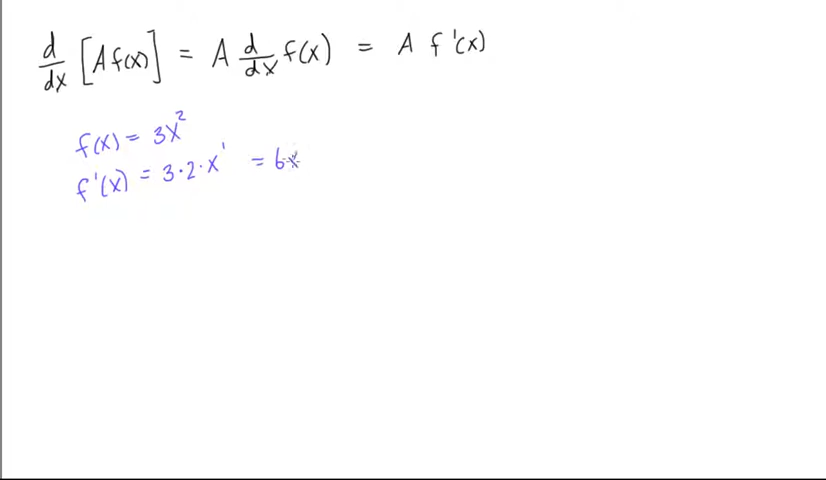 d/dx [A f(x)] = A d/dx f(x) = A f'(x)
f(x) = 3x²
f'(x) = 3·2·x¹ = 6x